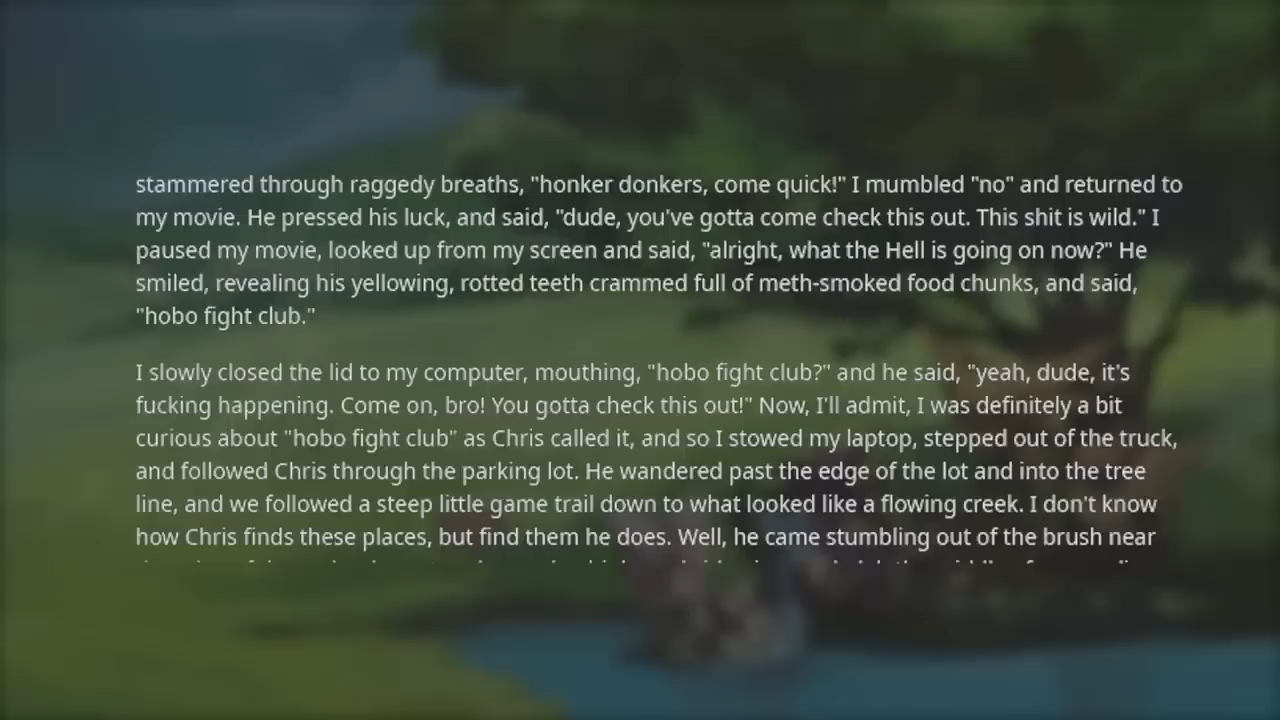 stammered through raggedy breaths, "honker donkers, come quick!" I mumbled "no" and returned to
my movie. He pressed his luck, and said, "dude, you've gotta come check this out. This shit is wild." I
paused my movie, looked up from my screen and said, "alright, what the Hell is going on now?" He
smiled, revealing his yellowing, rotted teeth crammed full of meth-smoked food chunks, and said,
"hobo fight club."
I slowly closed the lid to my computer, mouthing, "hobo fight club?" and he said, "yeah, dude, it's
fucking happening. Come on, bro! You gotta check this out!" Now, I'll admit, I was definitely a bit
curious about "hobo fight club" as Chris called it, and so I stowed my laptop, stepped out of the truck,
and followed Chris through the parking lot. He wandered past the edge of the lot and into the tree
line, and we followed a steep little game trail down to what looked like a flowing creek. I don't know
how Chris finds these places, but find them he does. Well, he came stumbling out of the brush near